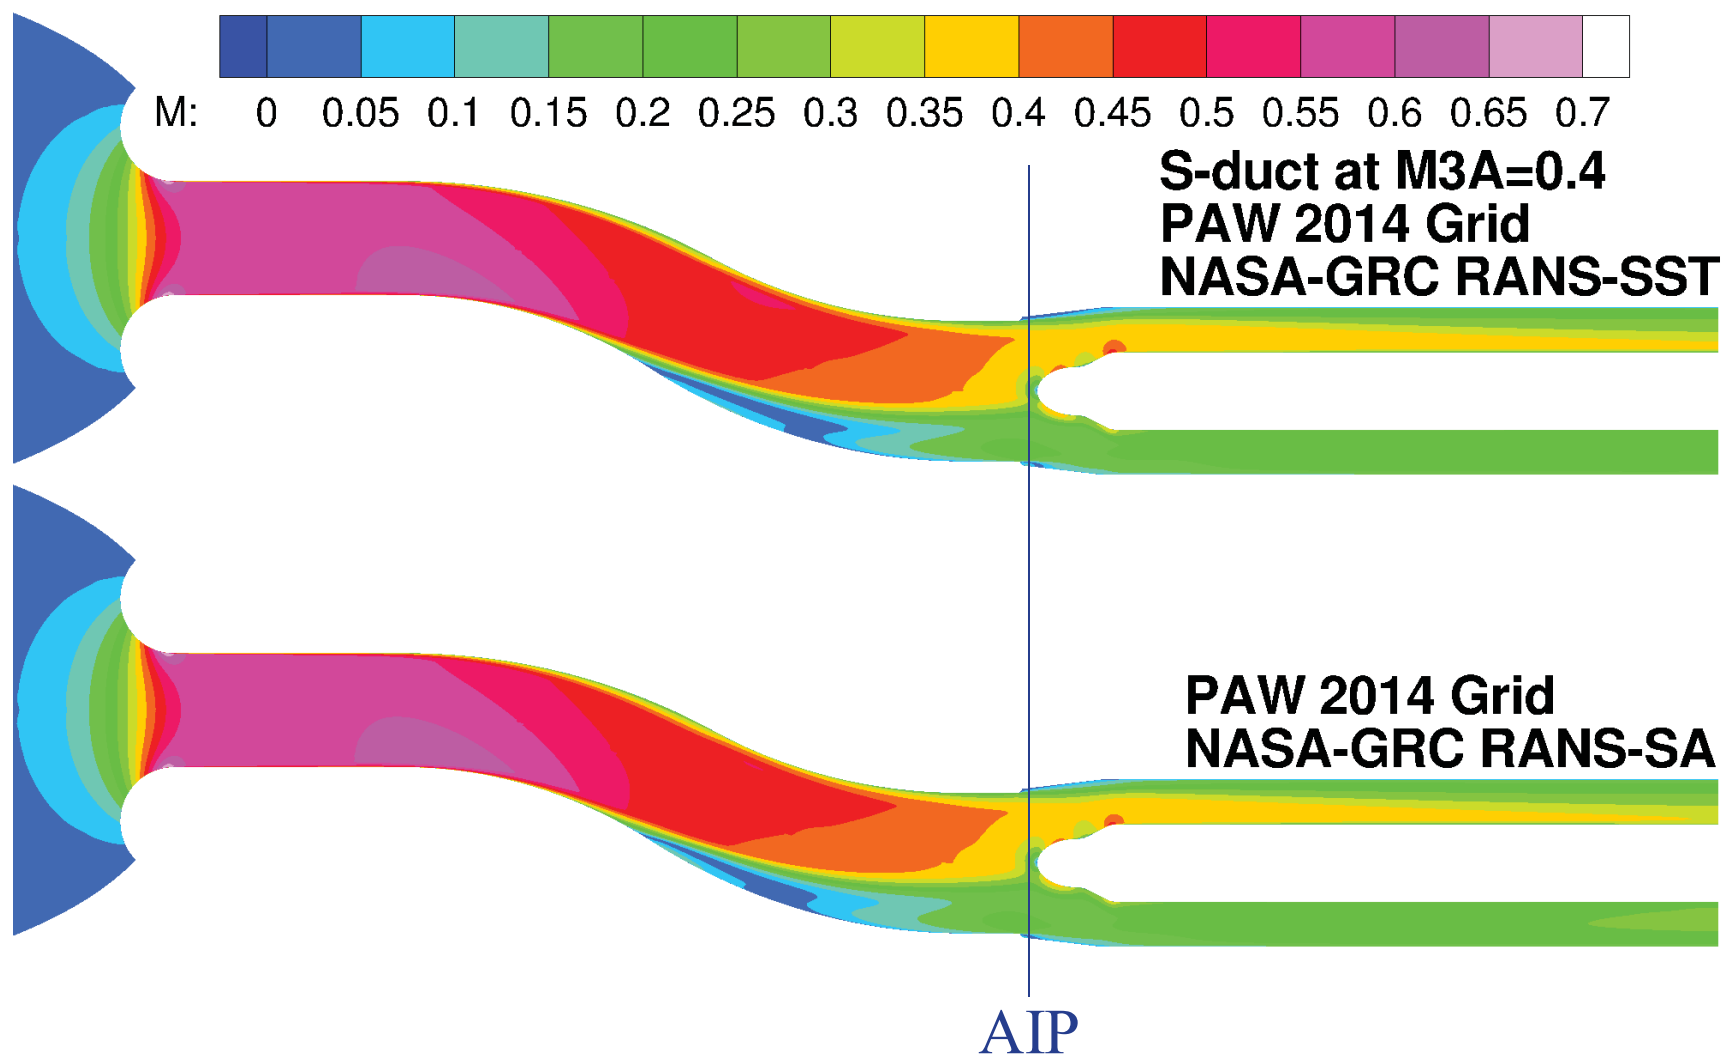 M: 0 0.05 0.1 0.15 0.2 0.25 0.3 0.35 0.4 0.45 0.5 0.55 0.6 0.65 0.7
S-duct at M3A=0.4
PAW 2014 Grid
NASA-GRC RANS-SST
PAW 2014 Grid
NASA-GRC RANS-SA
AIP